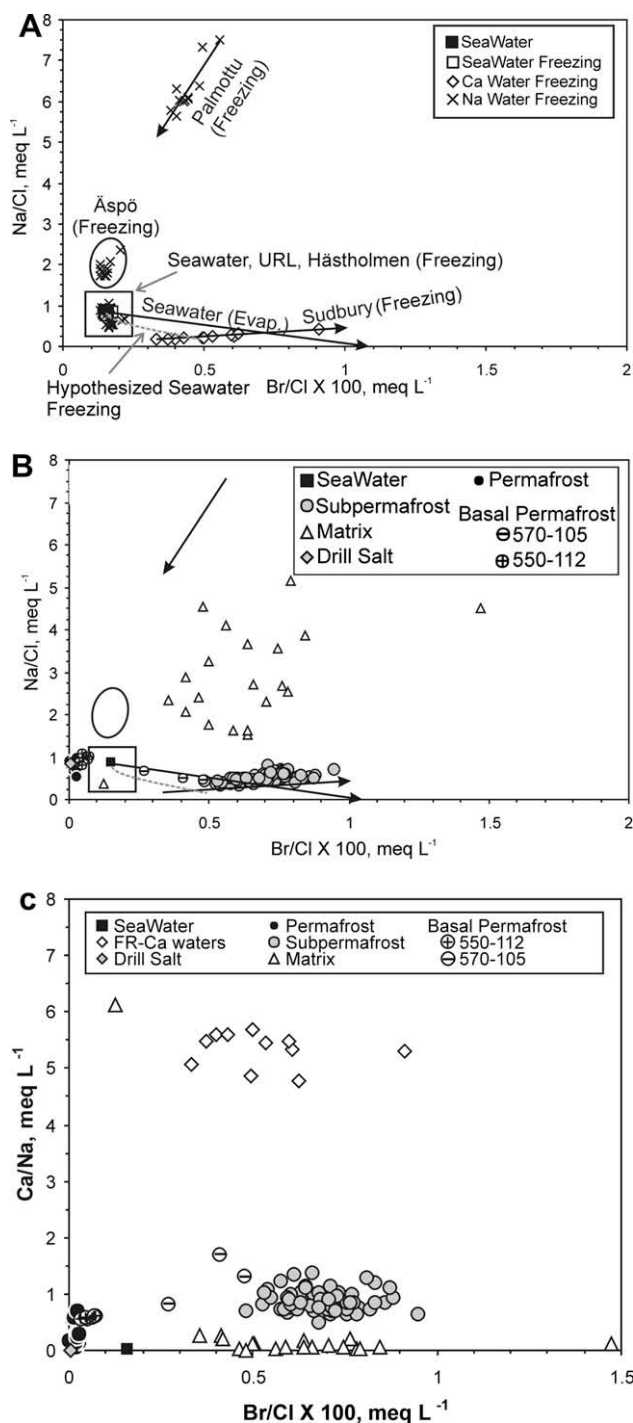 A
8
7
6
5
4
3
2
1
0
Na/Cl, meq L-1
SeaWater
SeaWater Freezing
Ca Water Freezing
Na Water Freezing
Palmottu
(Freezing)
Äspö
(Freezing)
Seawater, URL, Hästholmen (Freezing)
Seawater (Evap.)
Sudbury (Freezing)
0 0.5 1 1.5 2
Hypothesized Seawater
Freezing
Br/Cl X 100, meq L-1
B
8
7
6
5
4
3
2
1
0
Na/Cl, meq L-1
SeaWater
Subpermafrost
Matrix
Drill Salt
Permafrost
Basal Permafrost
570-105
550-112
0 0.5 1 1.5 2
Br/Cl X 100, meq L-1
c
8
7
6
5
4
3
2
1
0
Ca/Na, meq L-1
SeaWater
FR-Ca waters
Drill Salt
Permafrost
Subpermafrost
Matrix
Basal Permafrost
550-112
570-105
0 0.5 1 1.5
Br/Cl X 100, meq L-1